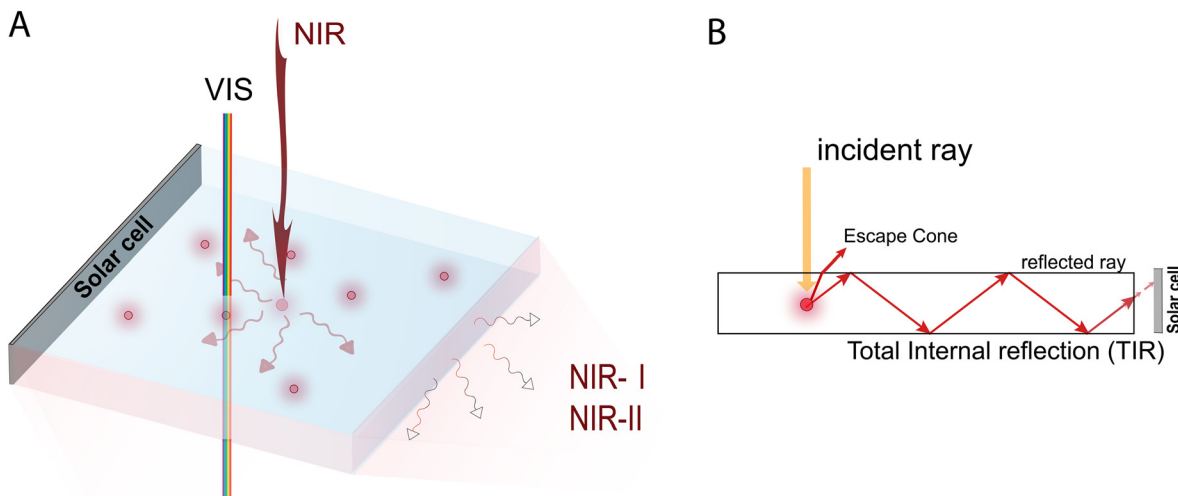 A
NIR
VIS
Solar cell
NIR- I
NIR-II
B
incident ray
Escape Cone
reflected ray
Solar cell
Total Internal reflection (TIR)